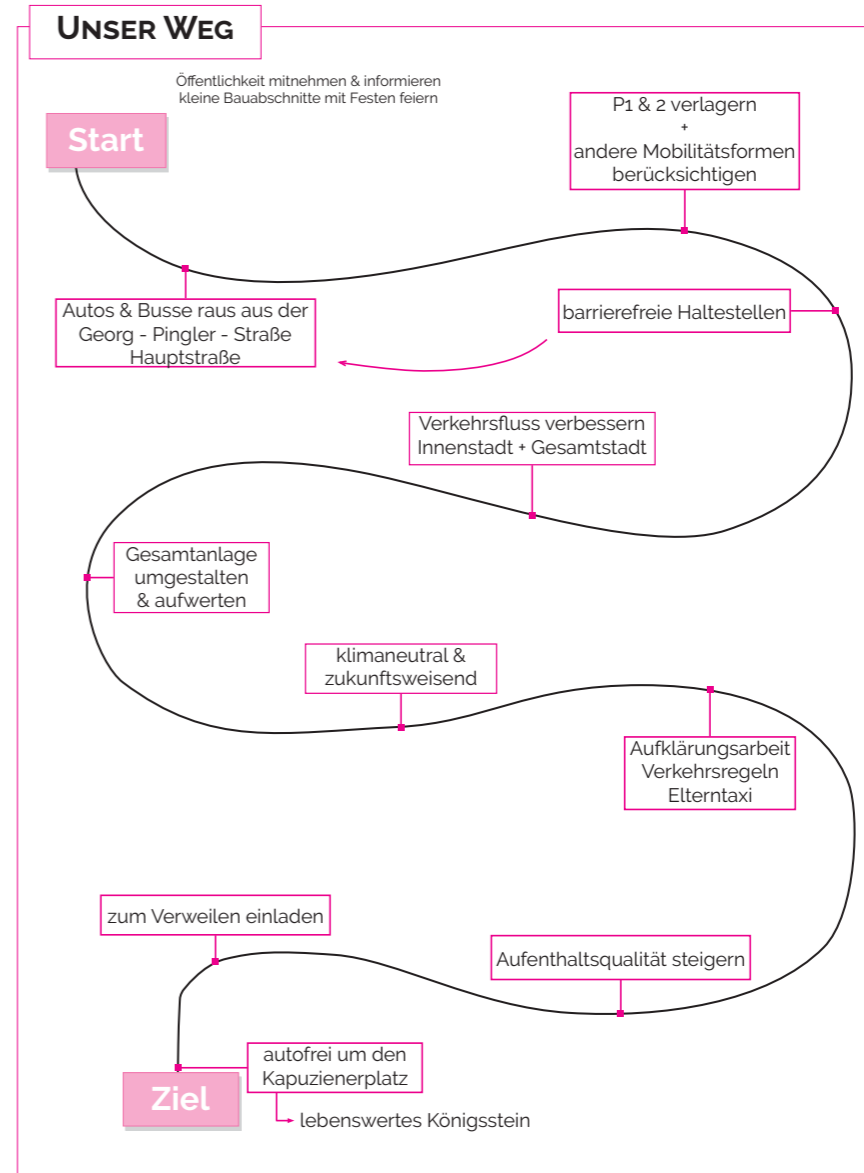 UNSER WEG
Öffentlichkeit mitnehmen & informieren
kleine Bauabschnitte mit Festen feiern
Start
P1 & 2 verlagern
+
andere Mobilitätsformen
berücksichtigen
Autos & Busse raus aus der
Georg - Pingler - Straße
Hauptstraße
barrierefreie Haltestellen
Verkehrsfluss verbessern
Innenstadt + Gesamtstadt
Gesamtanlage
umgestalten
& aufwerten
klimaneutral &
zukunftsweisend
Aufklärungsarbeit
Verkehrsregeln
Elterntaxi
zum Verweilen einladen
Aufenthaltsqualität steigern
autofrei um den
Kapuzienerplatz
Ziel
lebenswertes Königsstein